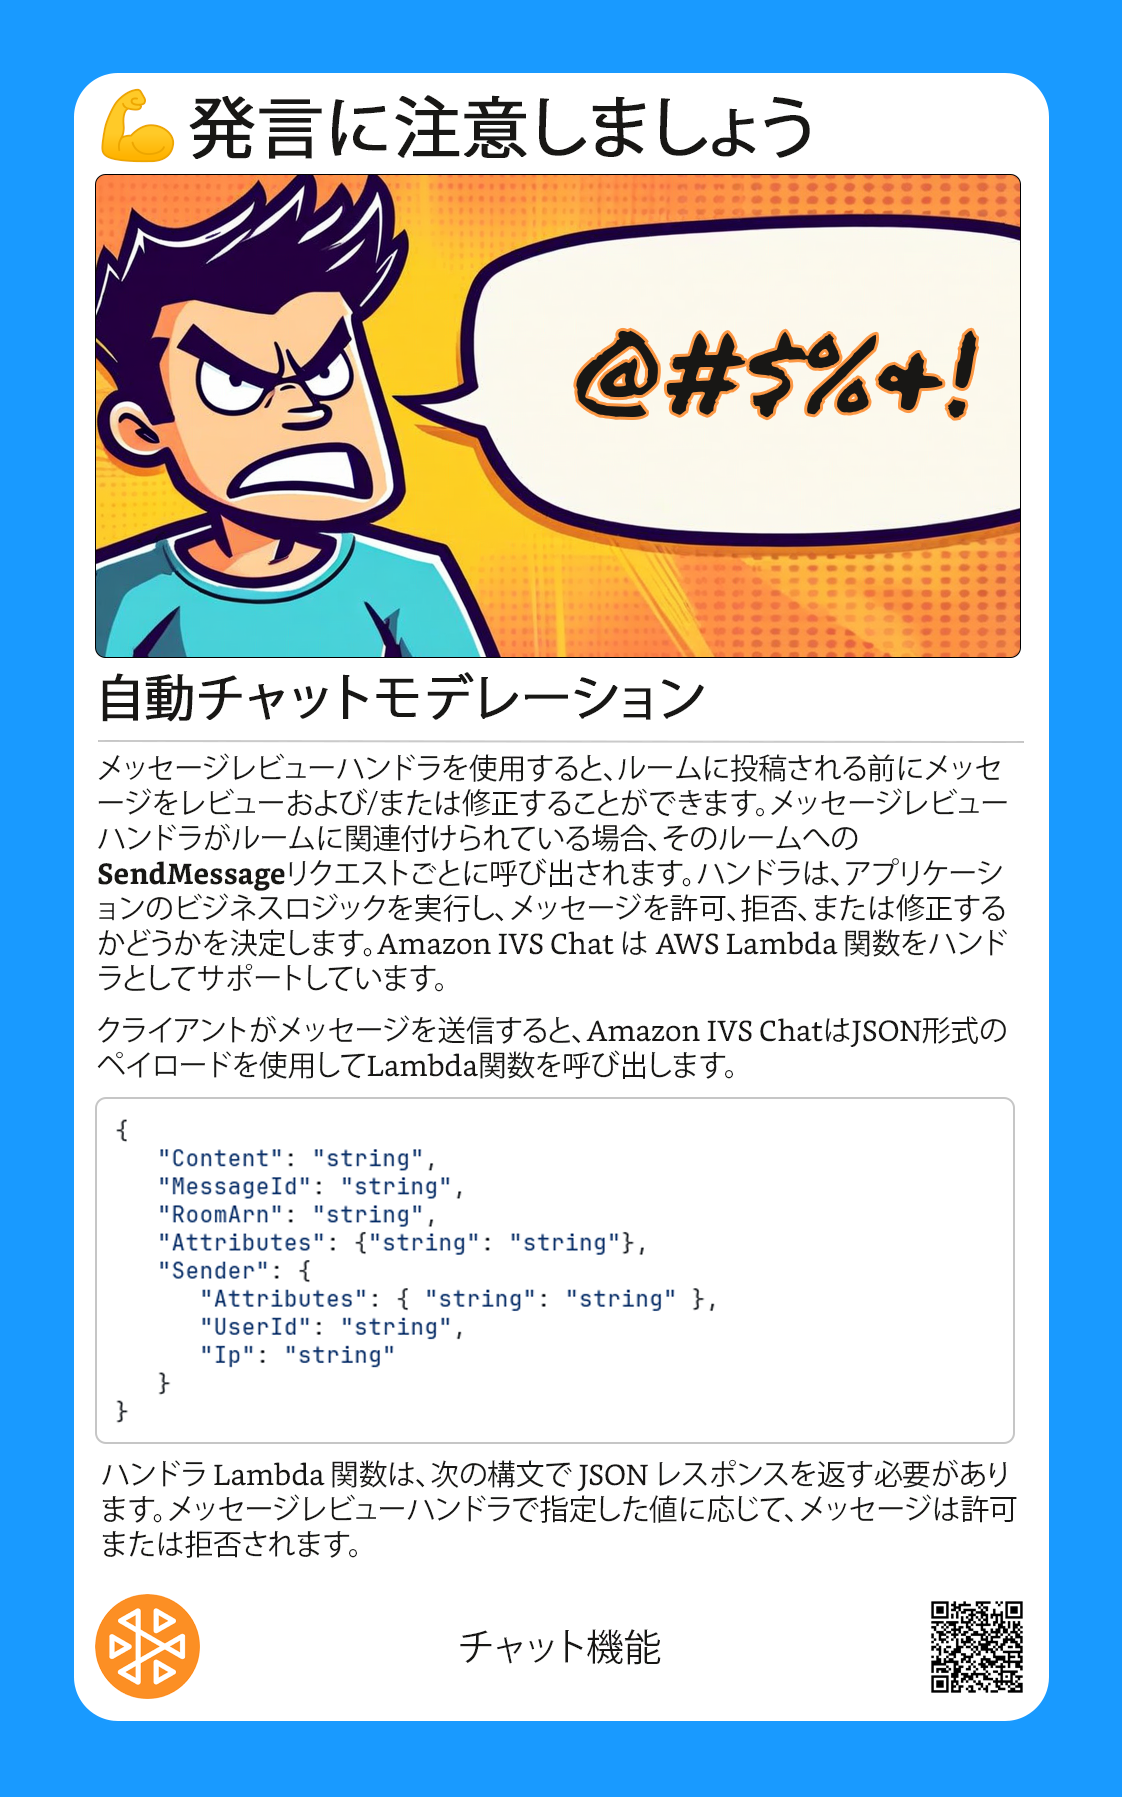 💪発言に注意しましょう
@#$%&!
自動チャットモデレーション
メッセージレビューハンドラを使用すると、ルームに投稿される前にメッセ
ージをレビューおよび/または修正することができます。メッセージレビュー
ハンドラがルームに関連付けられている場合、そのルームへの
SendMessageリクエストごとに呼び出されます。ハンドラは、アプリケーシ
ョンのビジネスロジックを実行し、メッセージを許可、拒否、または修正する
かどうかを決定します。Amazon IVS Chat は AWS Lambda 関数をハンド
ラとしてサポートしています。
クライアントがメッセージを送信すると、Amazon IVS ChatはJSON形式の
ペイロードを使用してLambda関数を呼び出します。
{
   "Content": "string",
   "MessageId": "string",
   "RoomArn": "string",
   "Attributes": {"string": "string"},
   "Sender": {
      "Attributes": { "string": "string" },
      "UserId": "string",
      "Ip": "string"
   }
}
ハンドラ Lambda 関数は、次の構文で JSON レスポンスを返す必要があり
ます。メッセージレビューハンドラで指定した値に応じて、メッセージは許可
または拒否されます。
チャット機能